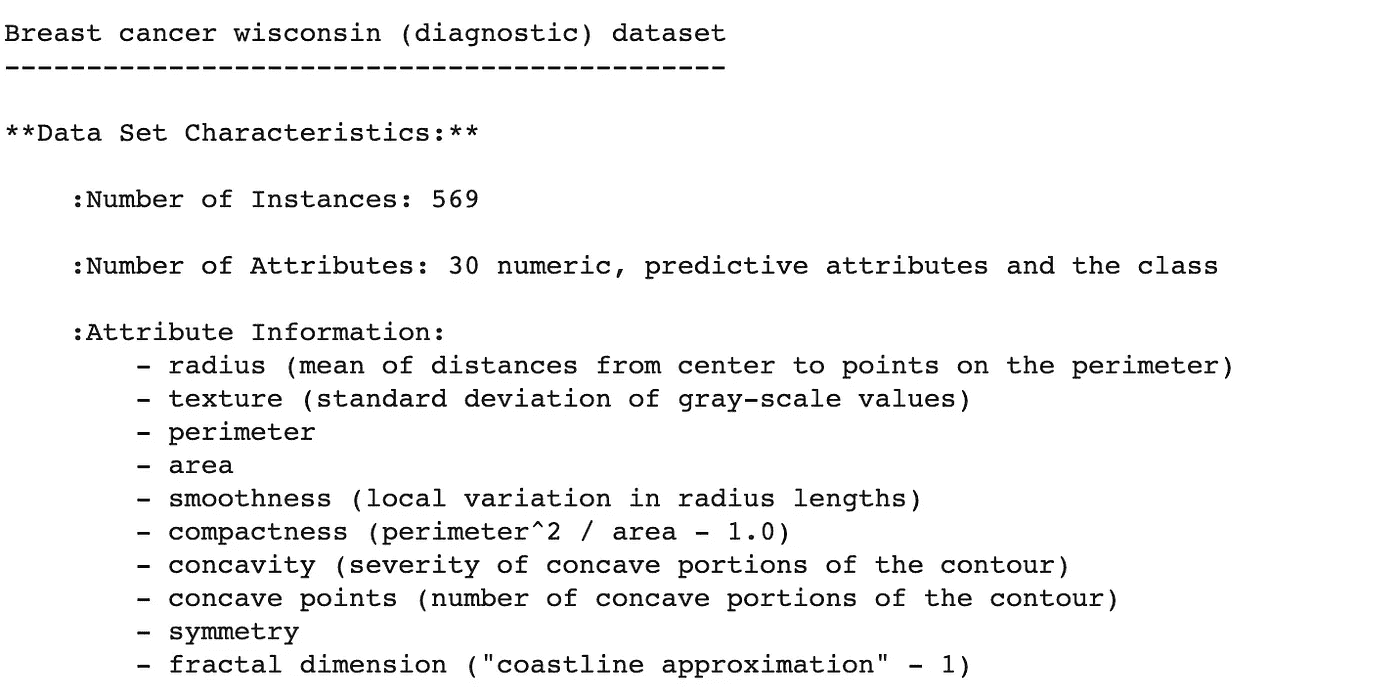 Breast cancer wisconsin (diagnostic) dataset
--------------------------------------------
**Data Set Characteristics:**
:Number of Instances: 569
:Number of Attributes: 30 numeric, predictive attributes and the class
:Attribute Information:
- radius (mean of distances from center to points on the perimeter)
- texture (standard deviation of gray-scale values)
- perimeter
- area
- smoothness (local variation in radius lengths)
- compactness (perimeter^2 / area - 1.0)
- concavity (severity of concave portions of the contour)
- concave points (number of concave portions of the contour)
- symmetry
- fractal dimension ("coastline approximation" - 1)